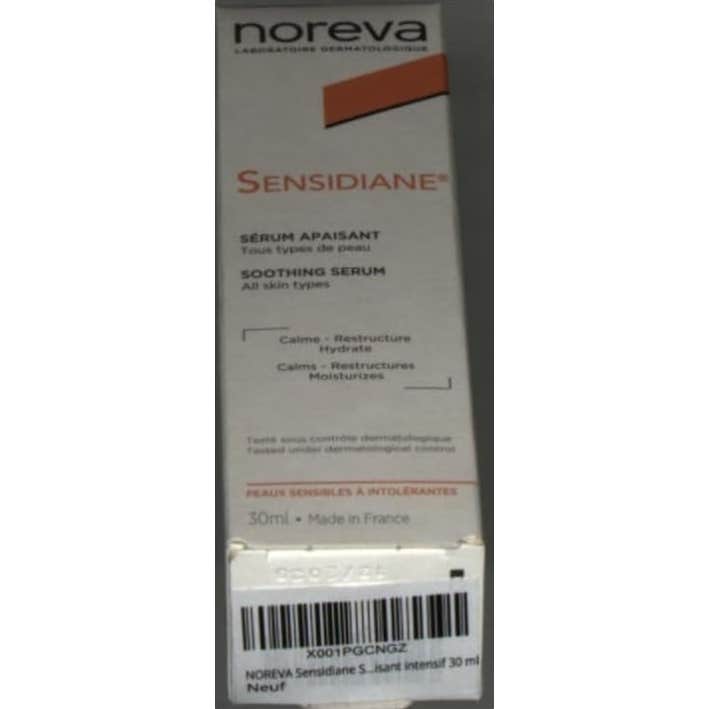 noreva
LABORATOIRE DERMATOLOGIQUE
SENSIDIANE®
SÉRUM APAISANT
Tous types de peau
SOOTHING SERUM
All skin types
Calme - Restructure
Hydrate
Calms - Restructures
Moisturizes
Testé sous contrôle dermatologique
Tested under dermatological control
PEAUX SENSIBLES À INTOLÉRANTES
30ml • Made in France
X001PGCNGZ
NOREVA Sensidiane S...isant intensif 30 ml
Neuf